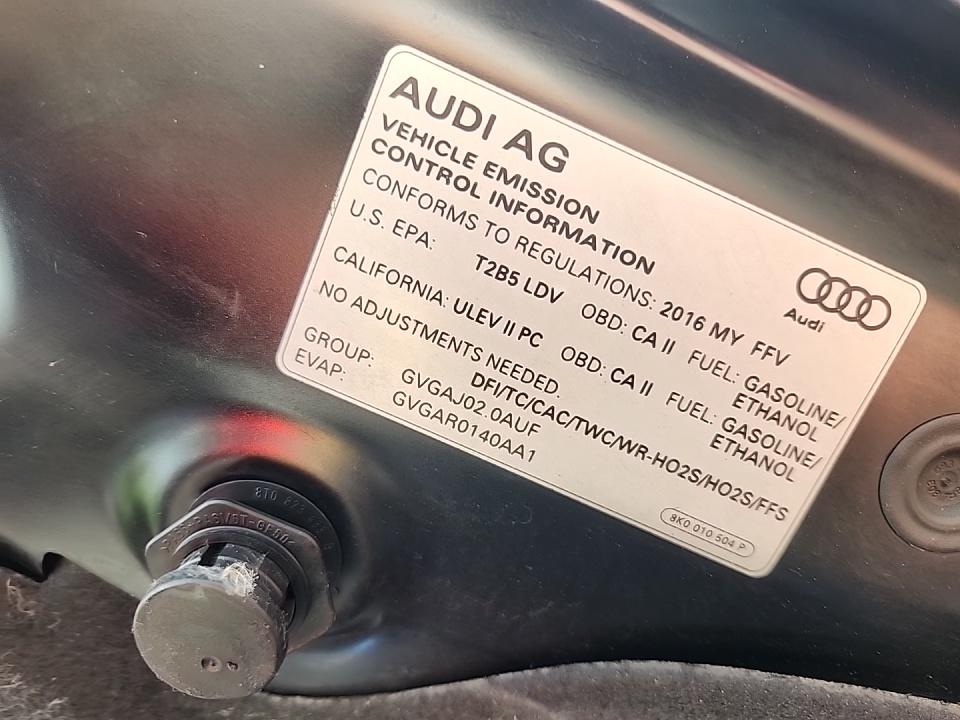 AUDI AG
VEHICLE EMISSION
CONTROL INFORMATION
CONFORMS TO REGULATIONS: 2016 MY FFV
U.S. EPA: T2B5 LDV OBD: CA II FUEL: GASOLINE/
ETHANOL
CALIFORNIA: ULEV II PC OBD: CA II FUEL: GASOLINE/
ETHANOL
NO ADJUSTMENTS NEEDED.
DFI/TC/CAC/TWC/WR-HO2S/HO2S/FFS
GROUP: GVGAJ02.0AUF
EVAP: GVGAR0140AA1
Audi
8K0 010 504 P
8T0 823